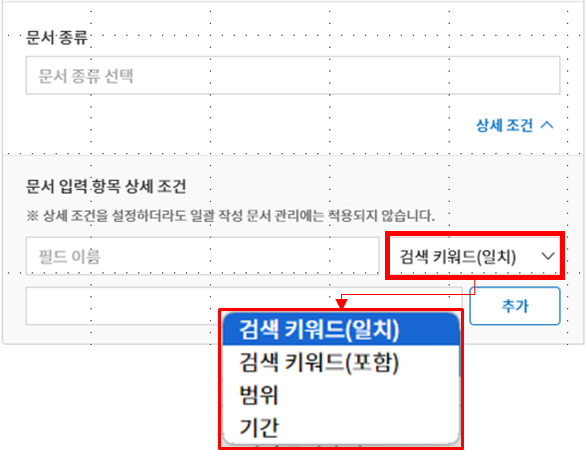 문서 종류
문서 종류 선택
상세 조건
문서 입력 항목 상세 조건
※ 상세 조건을 설정하더라도 일괄 작성 문서 관리에는 적용되지 않습니다.
필드 이름
검색 키워드(일치)
추가
검색 키워드(일치)
검색 키워드(포함)
범위
기간